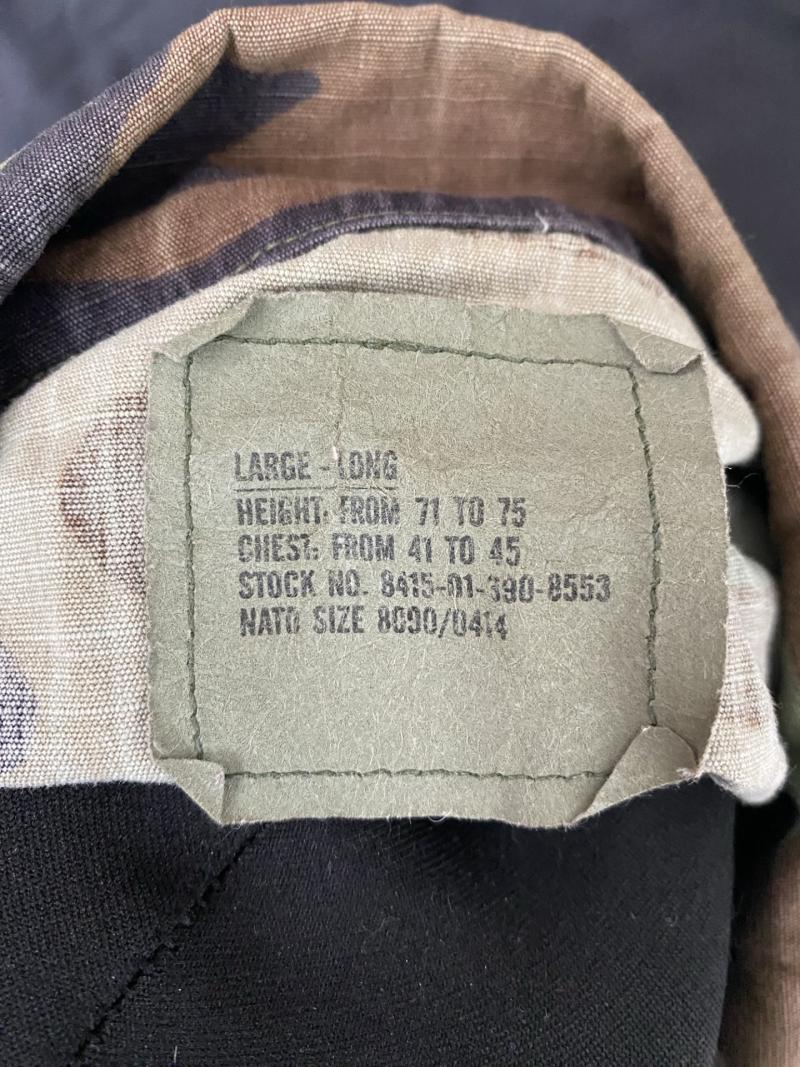 LARGE - LONG
HEIGHT: FROM 71 TO 75
CHEST: FROM 41 TO 45
STOCK NO. 8415-01-390-8553
NATO SIZE 8090/0414